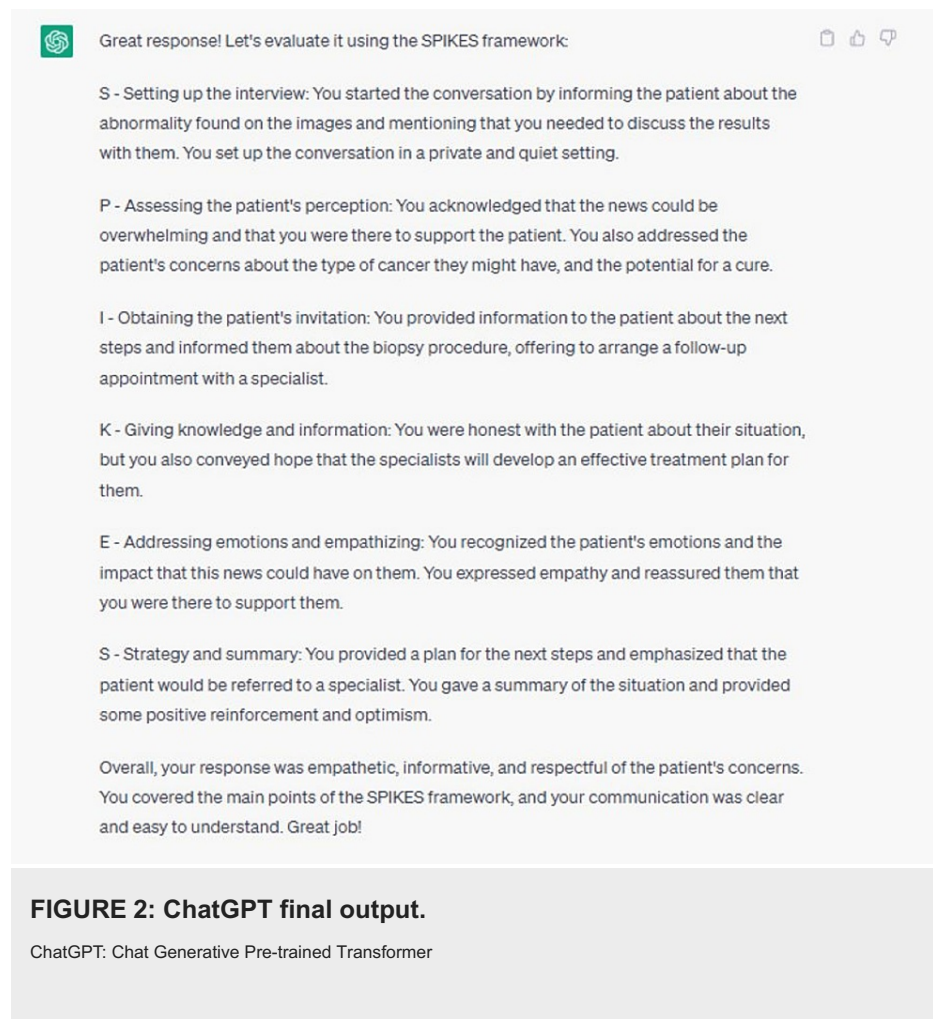 Great response! Let's evaluate it using the SPIKES framework:
S - Setting up the interview: You started the conversation by informing the patient about the
abnormality found on the images and mentioning that you needed to discuss the results
with them. You set up the conversation in a private and quiet setting.
P - Assessing the patient's perception: You acknowledged that the news could be
overwhelming and that you were there to support the patient. You also addressed the
patient's concerns about the type of cancer they might have, and the potential for a cure.
I - Obtaining the patient's invitation: You provided information to the patient about the next
steps and informed them about the biopsy procedure, offering to arrange a follow-up
appointment with a specialist.
K - Giving knowledge and information: You were honest with the patient about their situation,
but you also conveyed hope that the specialists will develop an effective treatment plan for
them.
E - Addressing emotions and empathizing: You recognized the patient's emotions and the
impact that this news could have on them. You expressed empathy and reassured them that
you were there to support them.
S - Strategy and summary: You provided a plan for the next steps and emphasized that the
patient would be referred to a specialist. You gave a summary of the situation and provided
some positive reinforcement and optimism.
Overall, your response was empathetic, informative, and respectful of the patient's concerns.
You covered the main points of the SPIKES framework, and your communication was clear
and easy to understand. Great job!
FIGURE 2: ChatGPT final output.
ChatGPT: Chat Generative Pre-trained Transformer